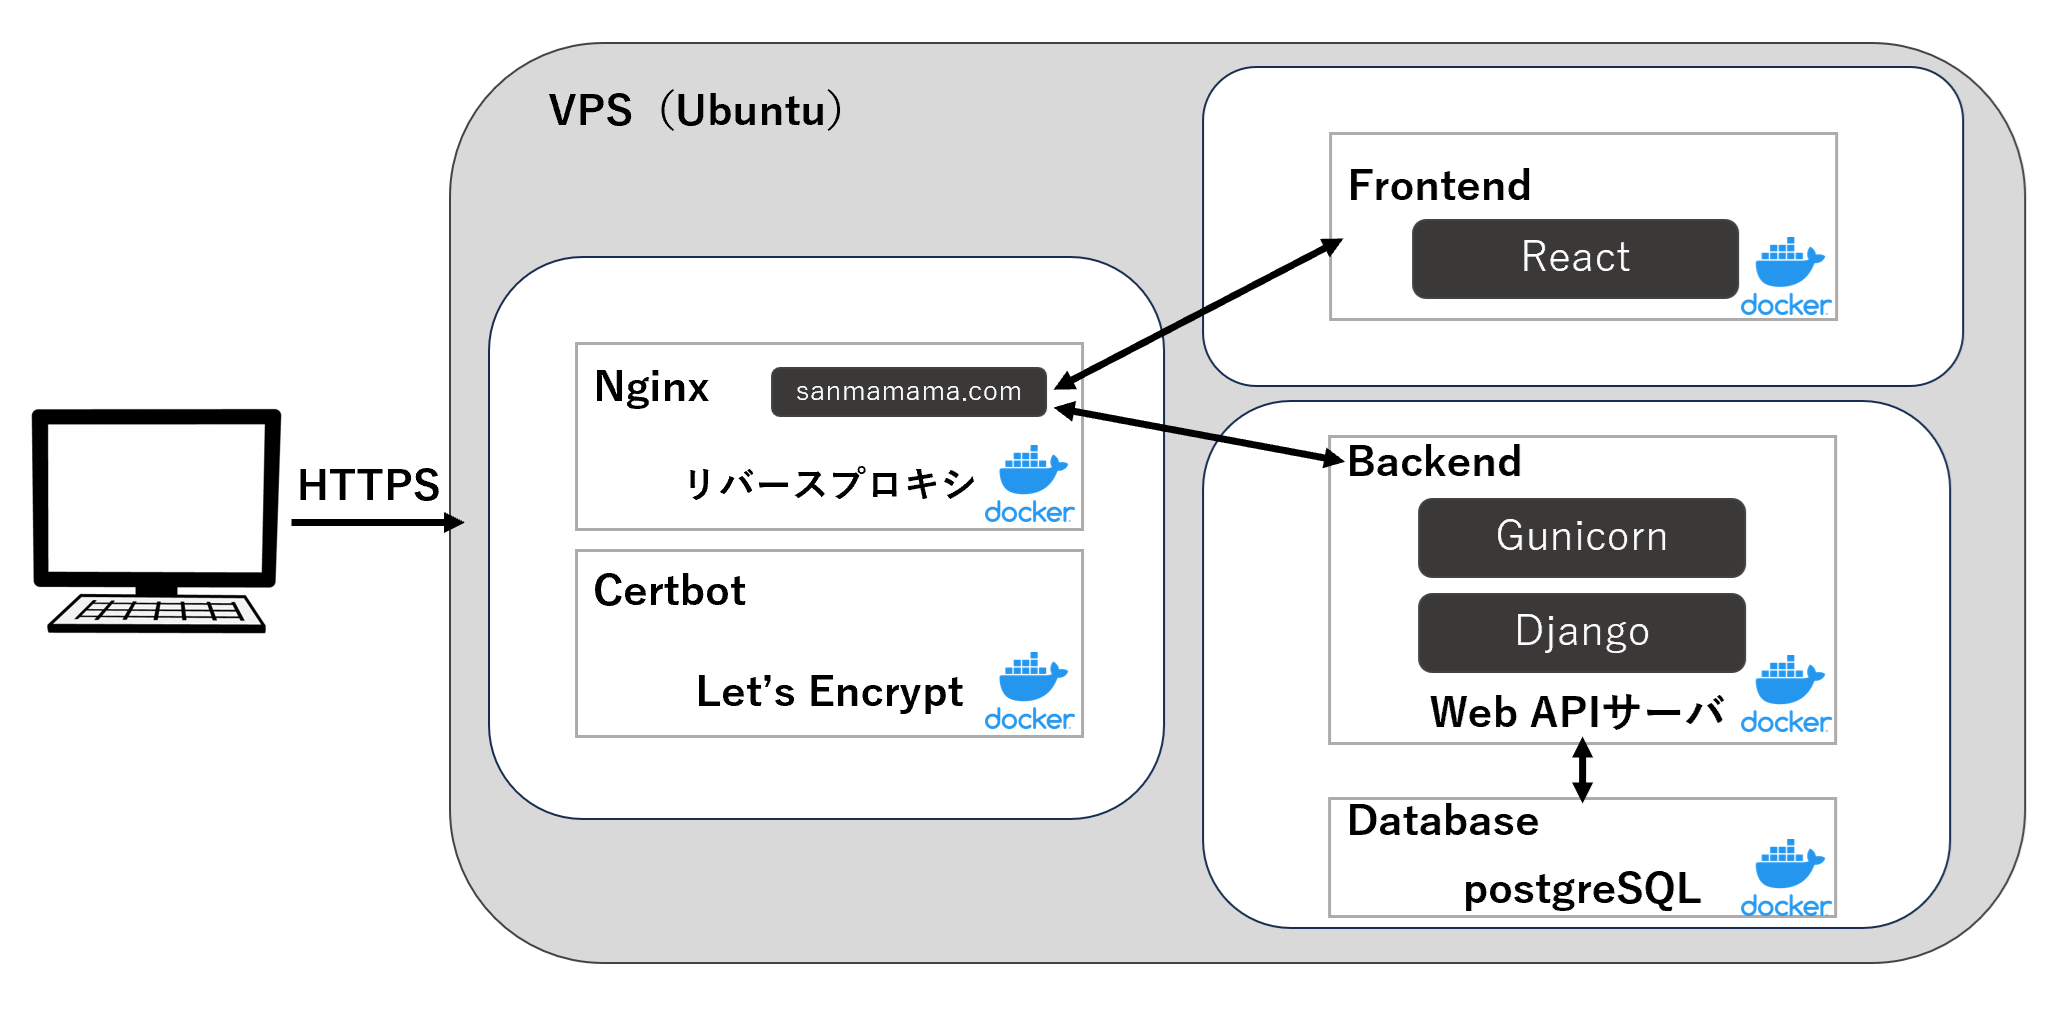 VPS（Ubuntu）
HTTPS
Nginx
sanmamama.com
リバースプロキシ
docker
Certbot
Let’s Encrypt
docker
Frontend
React
docker
Backend
Gunicorn
Django
Web APIサーバ
docker
Database
postgreSQL
docker